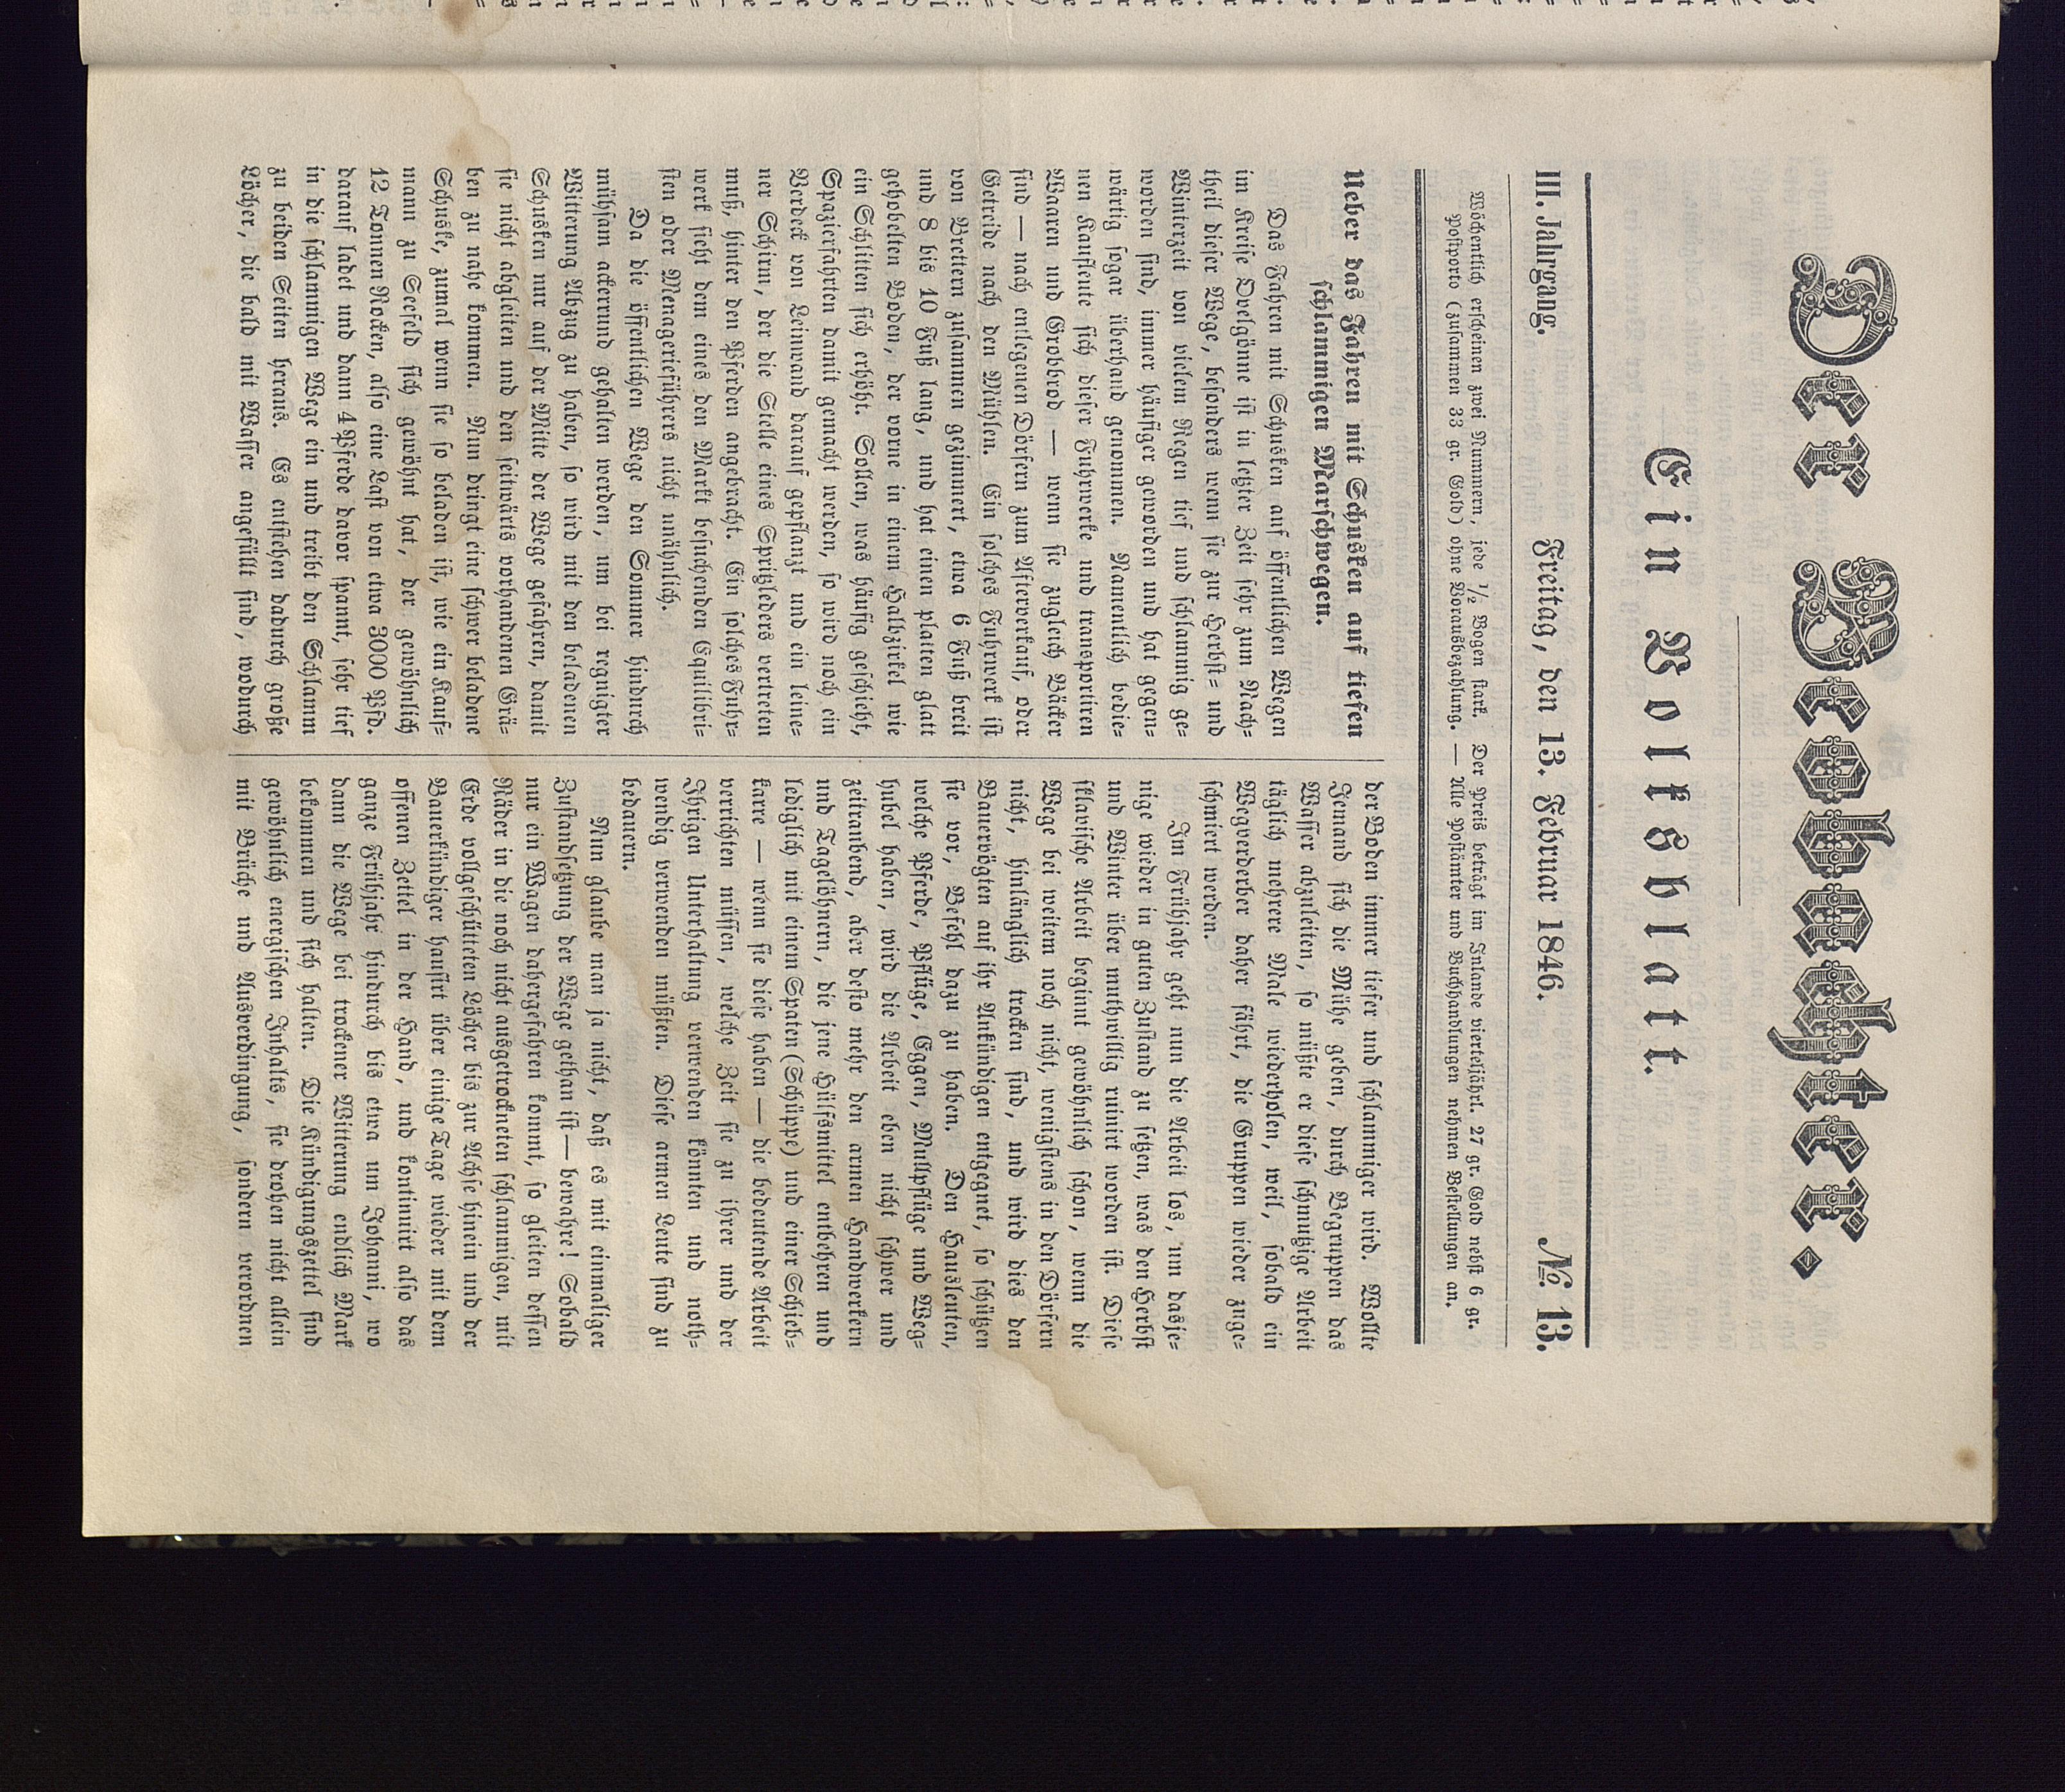 Der Beobachter.
Ein Volksblatt.
III. Jahrgang. Freitag, den 13. Februar 1846. № 13.
Wöchentlich erscheinen zwei Nummern, jede ½ Bogen stark. Der Preis beträgt im Inlande vierteljährl. 27 gr. Gold nebst 6 gr.
Postporto (zusammen 33 gr. Gold) ohne Vorausbezahlung. — Alle Postämter und Buchhandlungen nehmen Bestellungen an.
Ueber das Fahren mit Schusken auf tiefen
schlammigen Marschwegen.
Das Fahren mit Schusken auf öffentlichen Wegen
im Kreise Ovelgönne ist in letzter Zeit sehr zum Nach=
theil dieser Wege, besonders wenn sie zur Herbst= und
Winterzeit von vielem Regen tief und schlammig ge=
worden sind, immer häufiger geworden und hat gegen=
wärtig sogar überhand genommen. Namentlich bedie=
nen Kaufleute sich dieser Fuhrwerke und transportiren
Waaren und Grobbrod — wenn sie zugleich Bäcker
sind — nach entlegenen Dörfern zum Afterverkauf, oder
Getreide nach den Mühlen. Ein solches Fuhrwerk ist
von Brettern zusammen gezimmert, etwa 6 Fuß breit
und 8 bis 10 Fuß lang, und hat einen platten glatt
gehobelten Boden, der vorne in einem Halbzirkel wie
ein Schlitten sich erhöht. Sollen, was häufig geschieht,
Spazierfahrten damit gemacht werden, so wird noch ein
Verdeck von Leinwand darauf gepflanzt und ein leine=
ner Schirm, der die Stelle eines Spritzleders vertreten
muß, hinter den Pferden angebracht. Ein solches Fuhr=
werk sieht dem eines den Markt besuchenden Equilibri=
sten oder Menagerieführers nicht unähnlich.
Da die öffentlichen Wege den Sommer hindurch
mühsam ackerrund gehalten werden, um bei regnigter
Witterung Abzug zu haben, so wird mit den beladenen
Schusken nur auf der Mitte der Wege gefahren, damit
sie nicht abgleiten und den seitwärts vorhandenen Grä=
ben zu nahe kommen. Nun dringt eine schwer beladene
Schuske, zumal wenn sie so beladen ist, wie ein Kauf=
mann zu Seefeld sich gewöhnt hat, der gewöhnlich
12 Tonnen Rocken, also eine Last von etwa 3000 Pfd.
darauf ladet und dann 4 Pferde davor spannt, sehr tief
in die schlammigen Wege ein und treibt den Schlamm
zu beiden Seiten heraus. Es entstehen dadurch große
Löcher, die bald mit Wasser angefüllt sind, wodurch
der Boden immer tiefer und schlammiger wird. Wollte
Jemand sich die Mühe geben, durch Begruppen das
Wasser abzuleiten, so müßte er diese schmutzige Arbeit
täglich mehrere Male wiederholen, weil, sobald ein
Wegverderber daher fährt, die Gruppen wieder zuge=
schmiert werden.
Im Frühjahr geht nun die Arbeit los, um dasje=
nige wieder in guten Zustand zu setzen, was den Herbst
und Winter über muthwillig ruinirt worden ist. Diese
sklavische Arbeit beginnt gewöhnlich schon, wenn die
Wege bei weitem noch nicht, wenigstens in den Dörfern
nicht, hinlänglich trocken sind, und wird dies den
Bauervögten auf ihr Ankündigen entgegnet, so schützen
sie vor, Befehl dazu zu haben. Den Hausleuten,
welche Pferde, Pflüge, Eggen, Mullpflüge und Weg=
hubel haben, wird die Arbeit eben nicht schwer und
zeitraubend, aber desto mehr den armen Handwerkern
und Tagelöhnern, die jene Hülfsmittel entbehren und
lediglich mit einem Spaten (Schüppe) und einer Schieb=
karre — wenn sie diese haben — die bedeutende Arbeit
verrichten müssen, welche Zeit sie zu ihrer und der
Ihrigen Unterhaltung verwenden könnten und noth=
wendig verwenden müßten. Diese armen Leute sind zu
bedauern.
Nun glaube man ja nicht, daß es mit einmaliger
Zustandsetzung der Wege gethan ist — bewahre! Sobald
nur ein Wagen dahergefahren kommt, so gleiten dessen
Räder in die noch nicht ausgetrockneten schlammigen, mit
Erde vollgeschütteten Löcher bis zur Achse hinein und der
Bauerkündiger hausirt über einige Tage wieder mit dem
offenen Zettel in der Hand, und kontinuirt also das
ganze Frühjahr hindurch bis etwa um Johanni, wo
dann die Wege bei trockener Witterung endlich Mark
bekommen und sich halten. Die Kündigungszettel sind
gewöhnlich energischen Inhalts, sie drohen nicht allein
mit Brüche und Ausverdingung, sondern verordnen